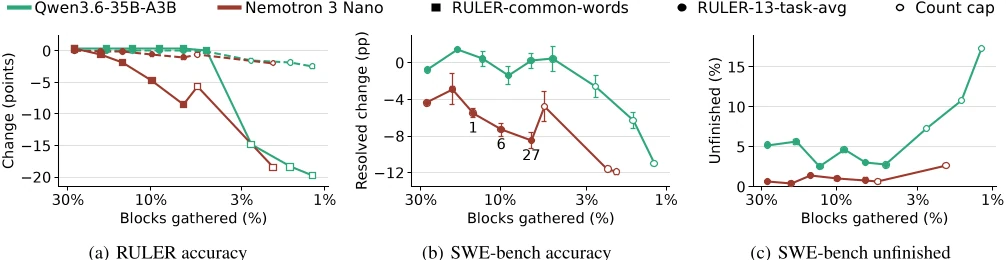 Qwen3.6-35B-A3B Nemotron 3 Nano RULER-common-words RULER-13-task-avg Count cap
Change (points)
0
−5
−10
−15
−20
30% 10% 3% 1%
Blocks gathered (%)
(a) RULER accuracy
Resolved change (pp)
0
−4
−8
−12
1
6
27
30% 10% 3% 1%
Blocks gathered (%)
(b) SWE-bench accuracy
Unfinished (%)
15
10
5
0
30% 10% 3% 1%
Blocks gathered (%)
(c) SWE-bench unfinished